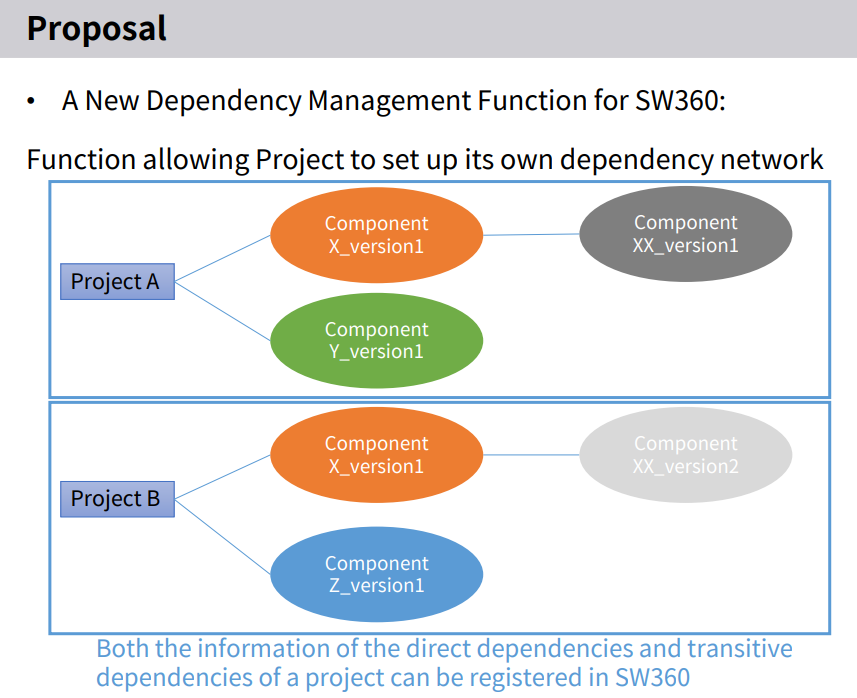 Proposal
• A New Dependency Management Function for SW360:
Function allowing Project to set up its own dependency network
Component
X_version1
Component
XX_version1
Project A
Component
Y_version1
Component
X_version1
Component
XX_version2
Project B
Component
Z_version1
Both the information of the direct dependencies and transitive
dependencies of a project can be registered in SW360